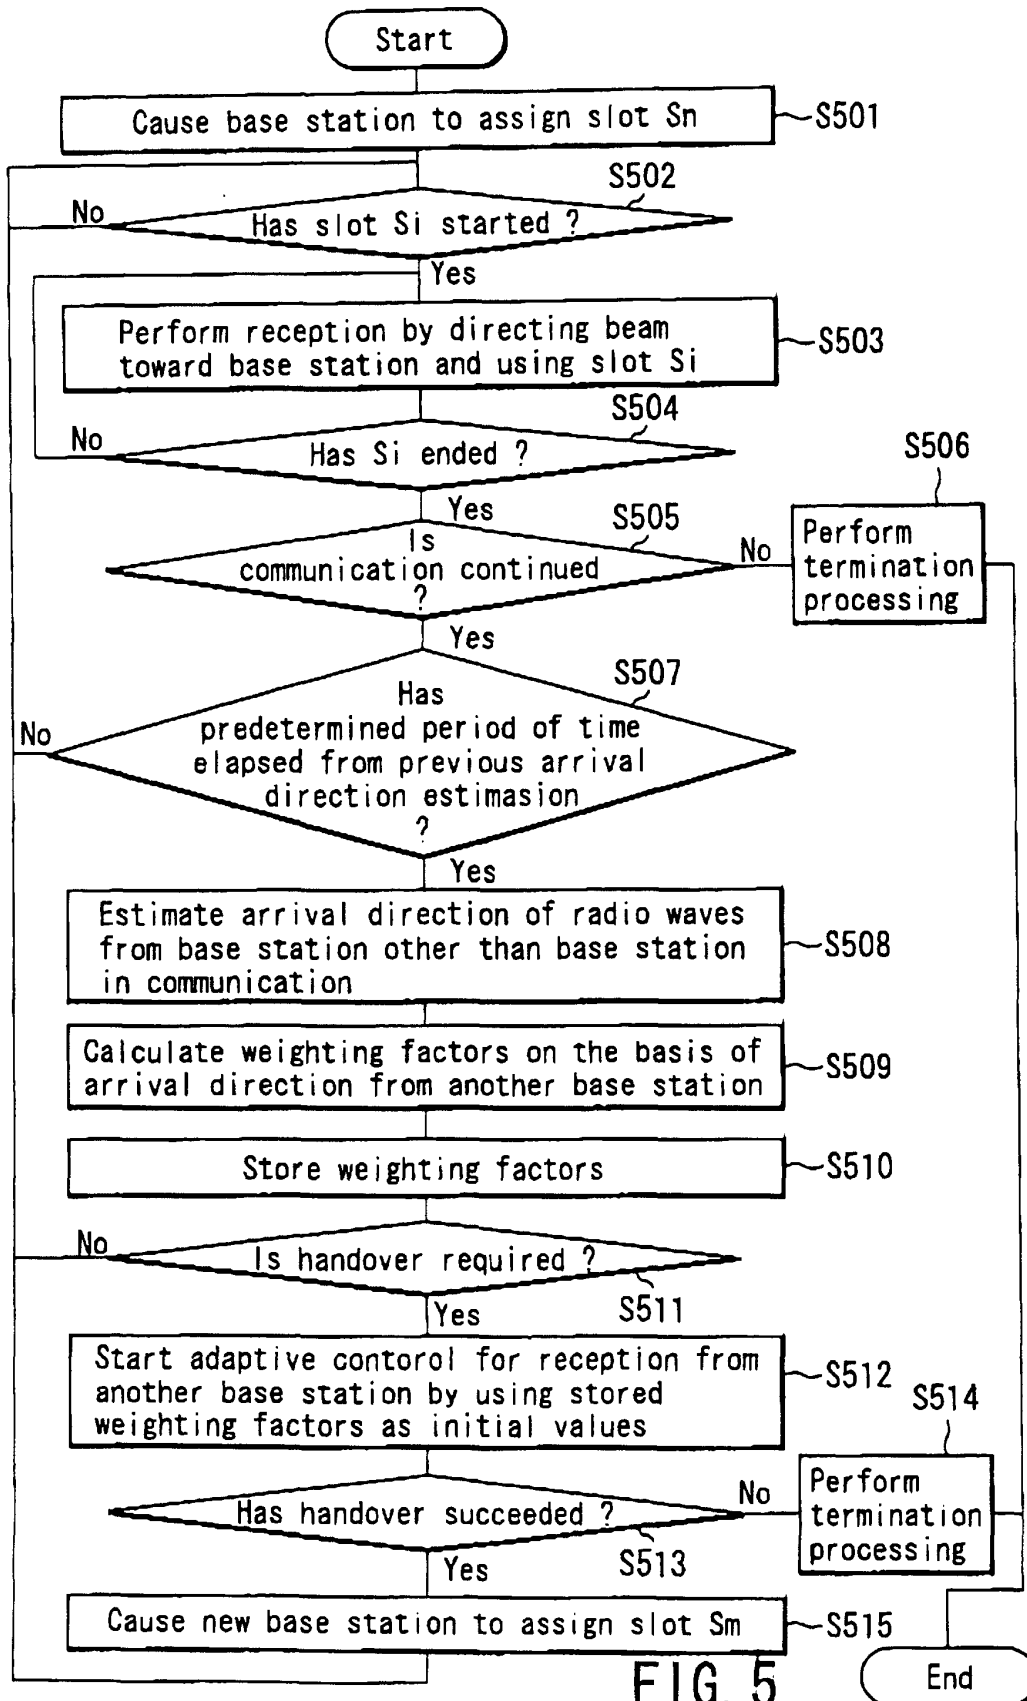 Start
Cause base station to assign slot Sn
S501
S502
No
Has slot Si started ?
Yes
Perform reception by directing beam
toward base station and using slot Si
S503
S504
No
Has Si ended ?
Yes
S505
Is
communication continued
?
No
S506
Perform
termination
processing
Yes
S507
Has
predetermined period of time
elapsed from previous arrival
direction estimasion
?
No
Yes
Estimate arrival direction of radio waves
from base station other than base station
in communication
S508
Calculate weighting factors on the basis of
arrival direction from another base station
S509
Store weighting factors
S510
No
Is handover required ?
S511
Yes
Start adaptive contorol for reception from
another base station by using stored
weighting factors as initial values
S512
S514
Has handover succeeded ?
No
Perform
termination
processing
S513
Yes
Cause new base station to assign slot Sm
S515
FIG. 5
End